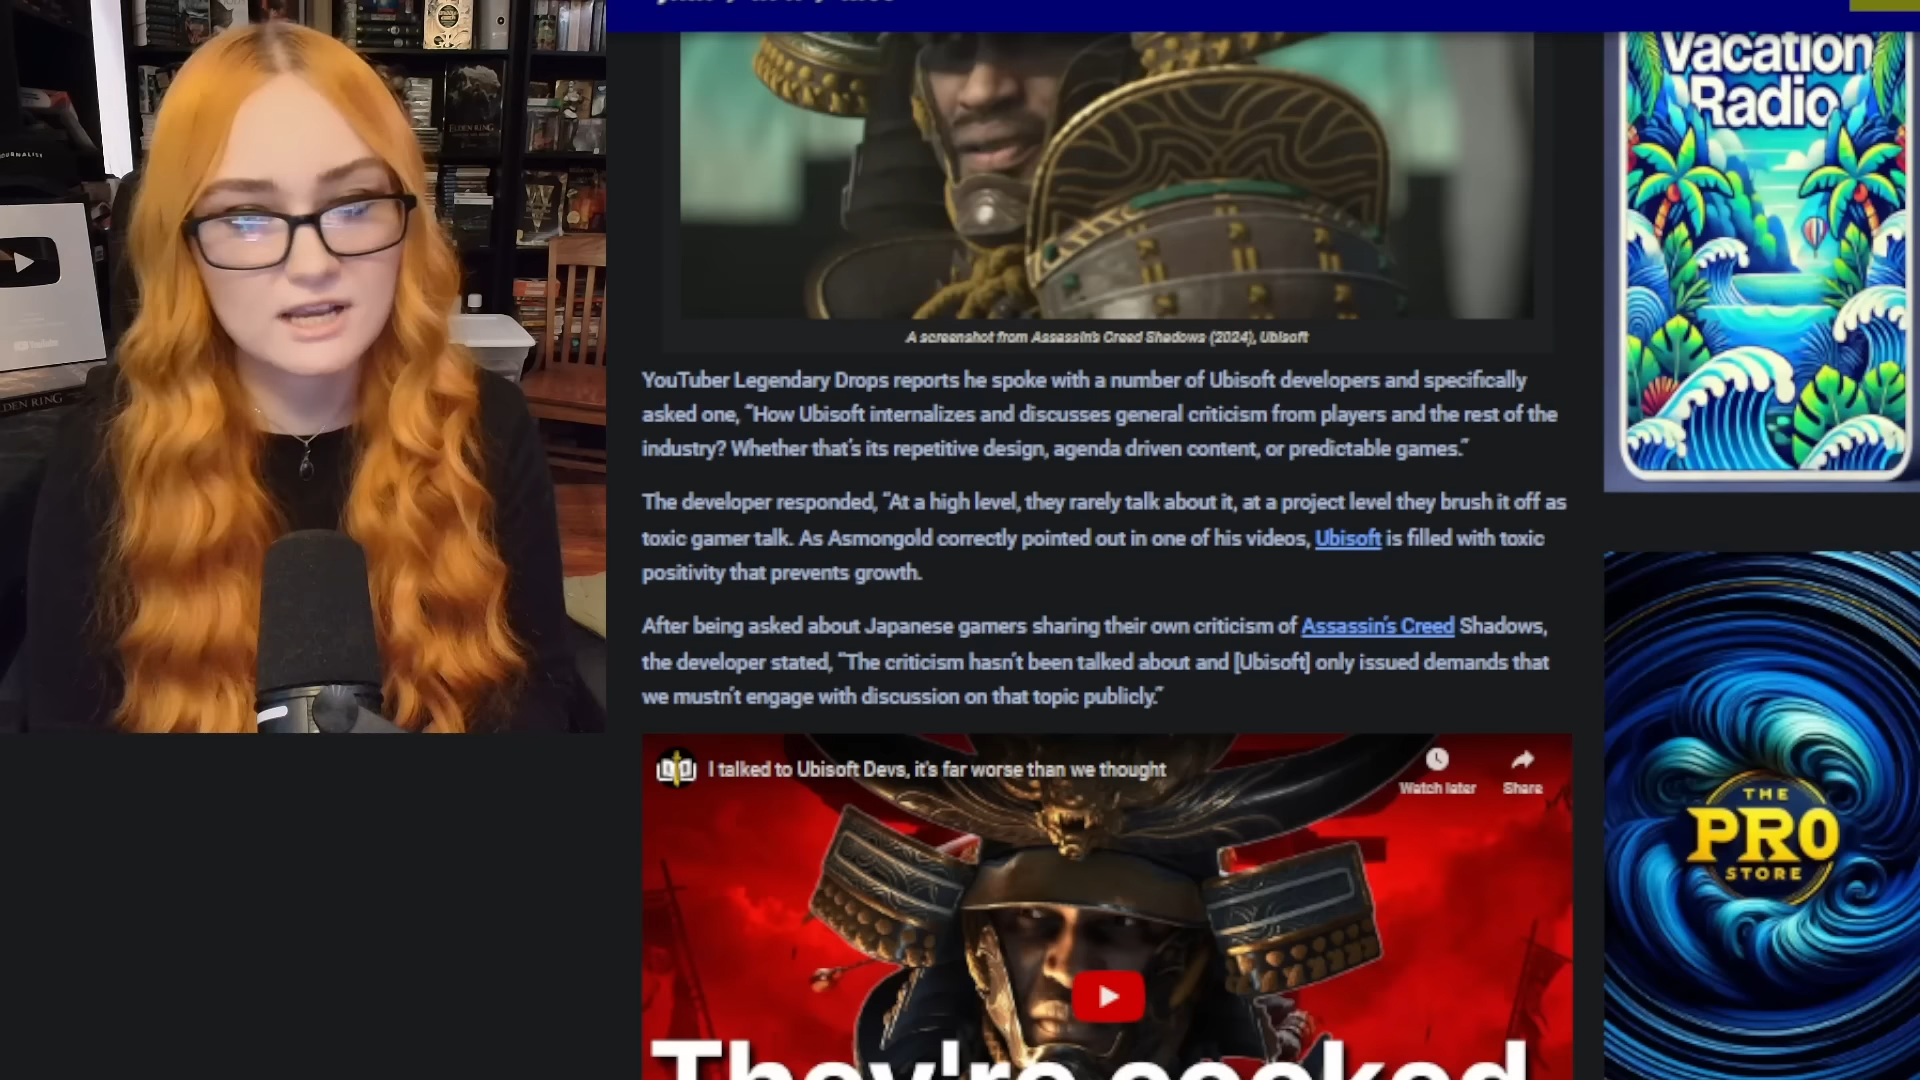 ELDEN RING
JOURNALIST
YouTube
Vacation
Radio
A screenshot from Assassin's Creed Shadows (2024), Ubisoft
YouTuber Legendary Drops reports he spoke with a number of Ubisoft developers and specifically
asked one, “How Ubisoft internalizes and discusses general criticism from players and the rest of the
industry? Whether that’s its repetitive design, agenda driven content, or predictable games.”
The developer responded, “At a high level, they rarely talk about it, at a project level they brush it off as
toxic gamer talk. As Asmongold correctly pointed out in one of his videos, Ubisoft is filled with toxic
positivity that prevents growth.
After being asked about Japanese gamers sharing their own criticism of Assassin’s Creed Shadows,
the developer stated, “The criticism hasn’t been talked about and [Ubisoft] only issued demands that
we mustn’t engage with discussion on that topic publicly.”
I talked to Ubisoft Devs, it's far worse than we thought
Watch later
Share
They're cooked
THE
PRO
STORE